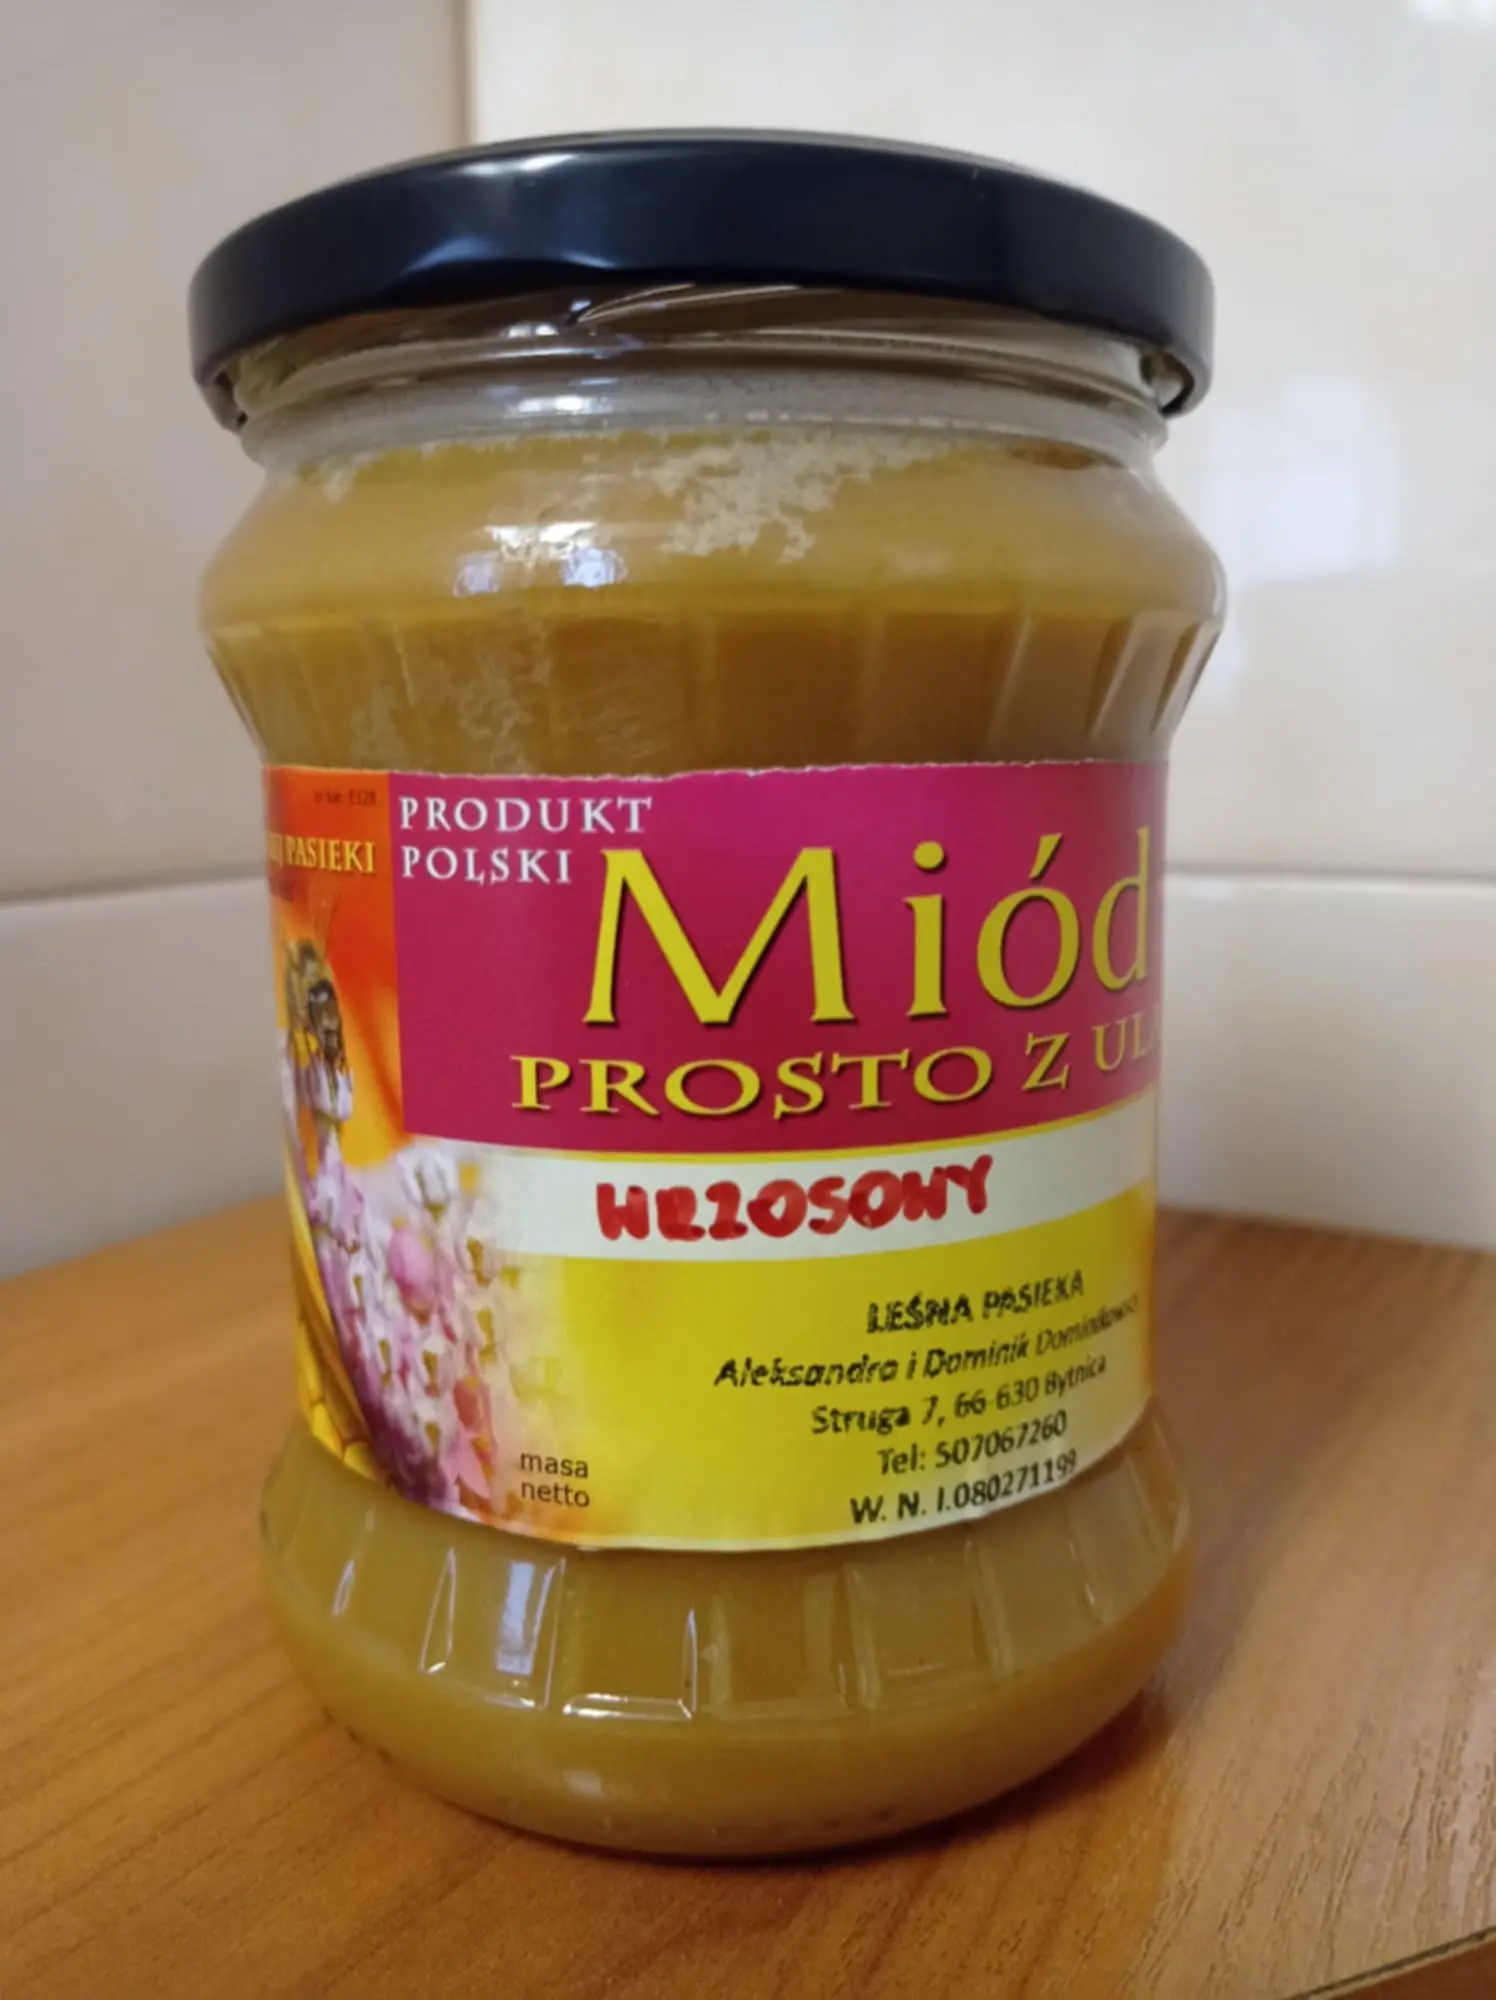 PASIEKI
PRODUKT
POLSKI
Miód
PROSTO Z UL
WRZOSOWY
LEŚNA PASIEKA
Aleksandra i Dominik
Struga 7, 66-630 Bytnica
Tel: 507067260
W. N. I.080271199
masa
netto